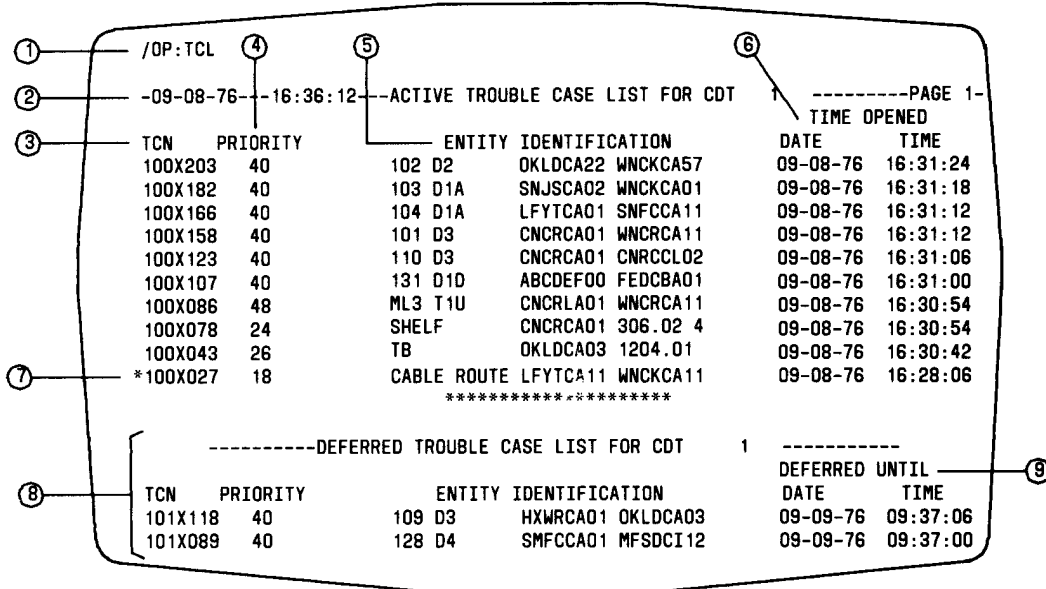 ① /OP:TCL ④ ⑤ ⑥
② -09-08-76---16:36:12---ACTIVE TROUBLE CASE LIST FOR CDT 1 ----------PAGE 1-
TIME OPENED
③ TCN PRIORITY ENTITY IDENTIFICATION DATE TIME
100X203 40 102 D2 OKLDCA22 WNCKCA57 09-08-76 16:31:24
100X182 40 103 D1A SNJSCA02 WNCKCA01 09-08-76 16:31:18
100X166 40 104 D1A LFYTCA01 SNFCCA11 09-08-76 16:31:12
100X158 40 101 D3 CNCRCA01 WNCRCA11 09-08-76 16:31:12
100X123 40 110 D3 CNCRCA01 CNRCCL02 09-08-76 16:31:06
100X107 40 131 D1D ABCDEF00 FEDCBA01 09-08-76 16:31:00
100X086 48 ML3 T1U CNCRLA01 WNCRCA11 09-08-76 16:30:54
100X078 24 SHELF CNCRCA01 306.02 4 09-08-76 16:30:54
100X043 26 TB OKLDCA03 1204.01 09-08-76 16:30:42
⑦ *100X027 18 CABLE ROUTE LFYTCA11 WNCKCA11 09-08-76 16:28:06
*********************
----------DEFERRED TROUBLE CASE LIST FOR CDT 1 -----------
DEFERRED UNTIL ⑨
⑧ TCN PRIORITY ENTITY IDENTIFICATION DATE TIME
101X118 40 109 D3 HXWRCA01 OKLDCA03 09-09-76 09:37:06
101X089 40 128 D4 SMFCCA01 MFSDCI12 09-09-76 09:37:00